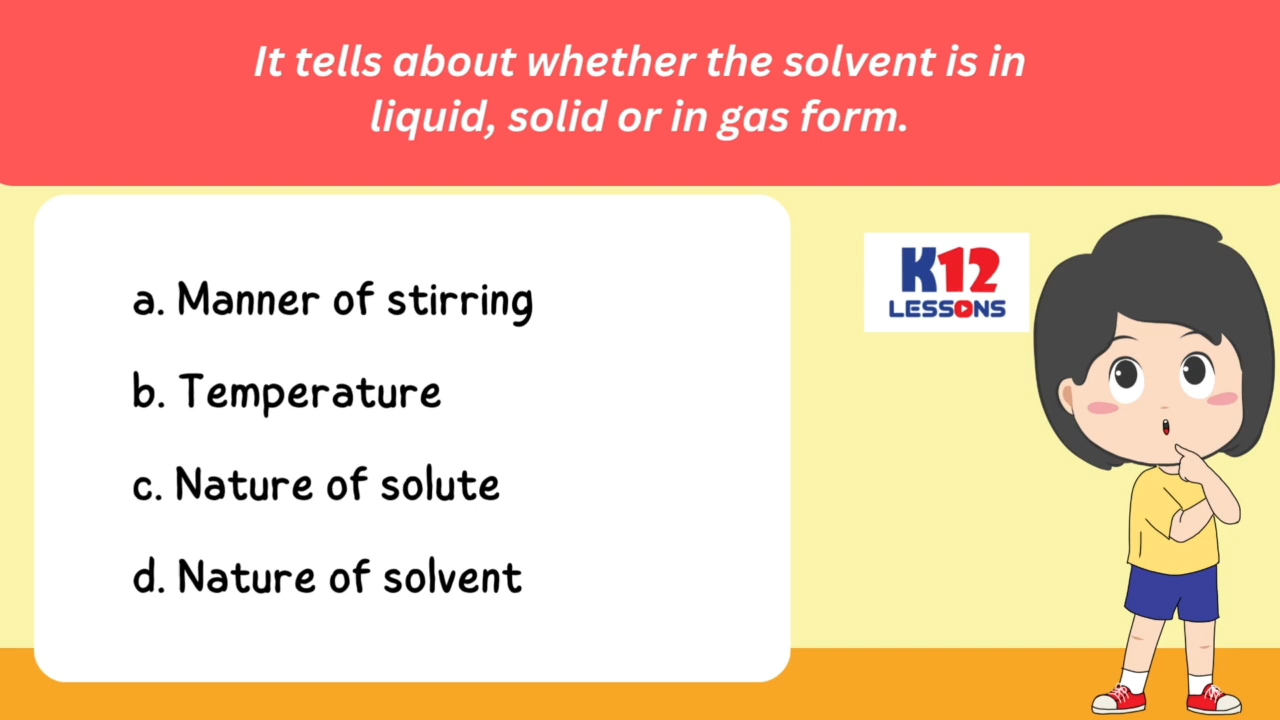 It tells about whether the solvent is in
liquid, solid or in gas form.
a. Manner of stirring
b. Temperature
c. Nature of solute
d. Nature of solvent
K12
LESSONS